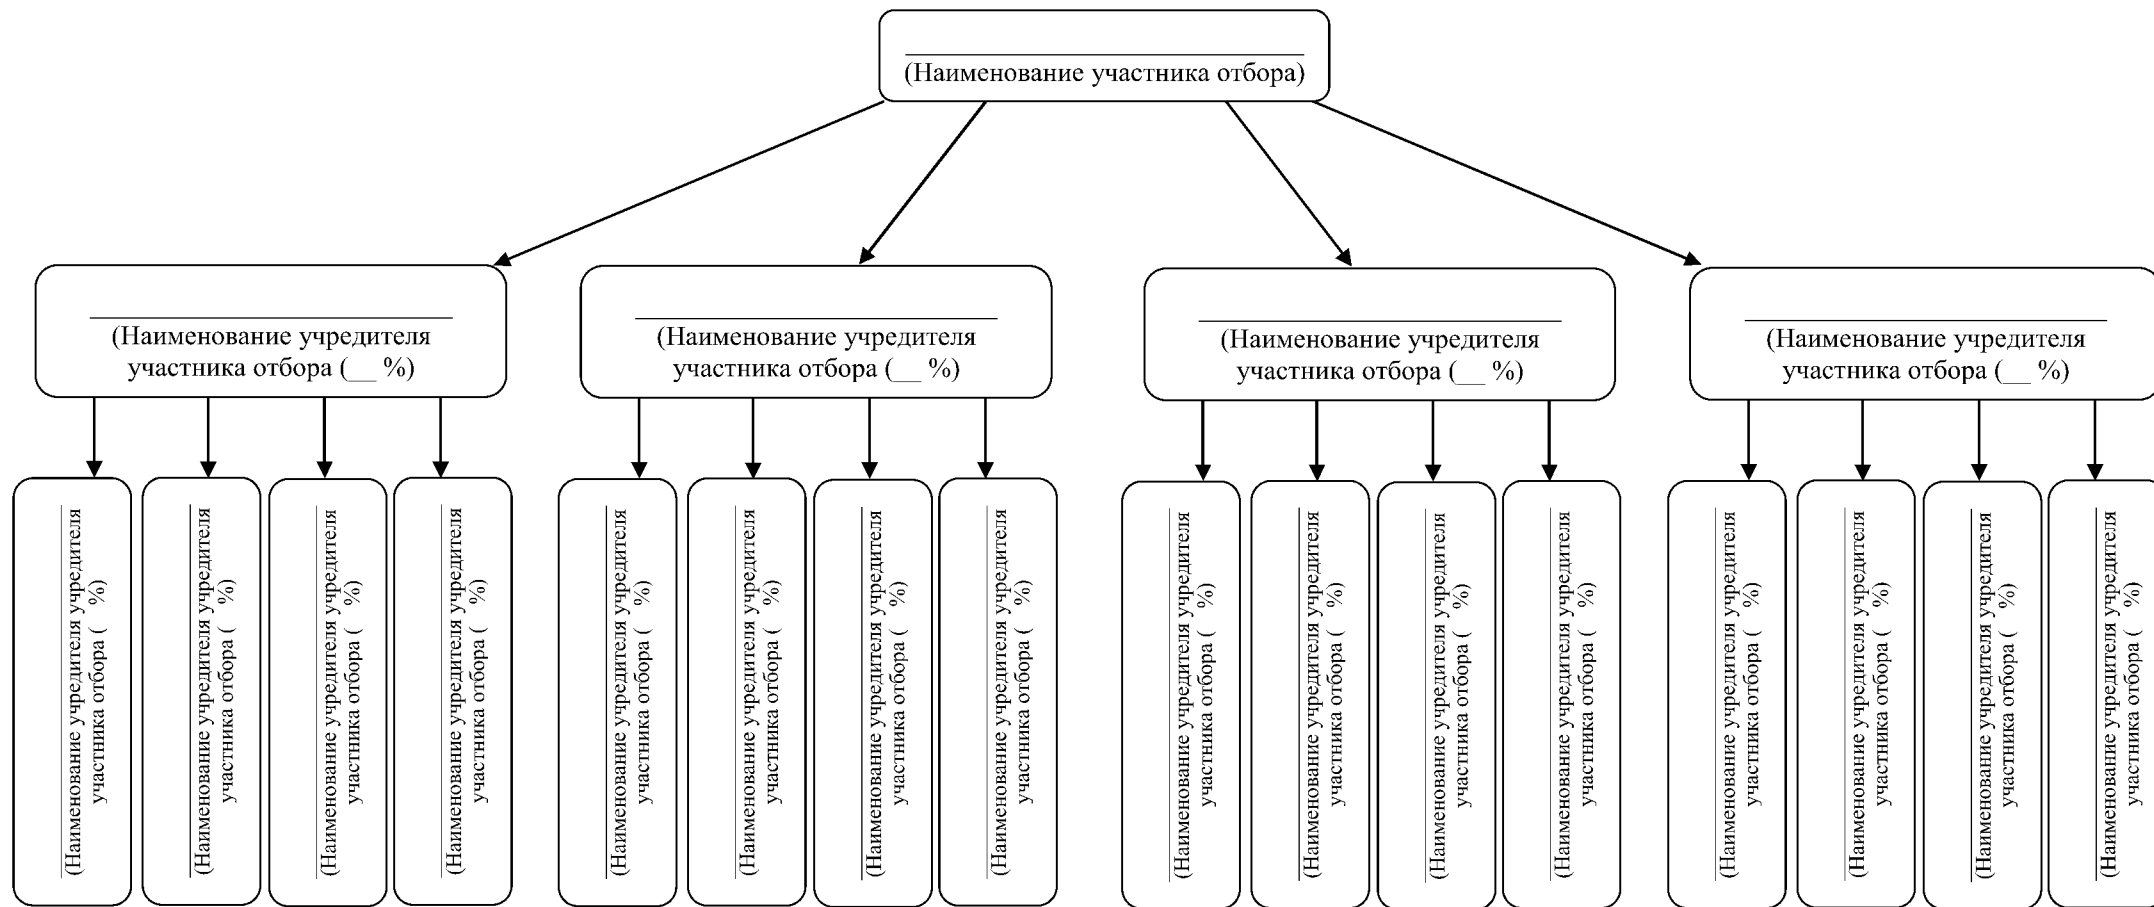 (Наименование участника отбора)
(Наименование учредителя
участника отбора (__ %)
(Наименование учредителя
участника отбора (__ %)
(Наименование учредителя
участника отбора (__ %)
(Наименование учредителя
участника отбора (__ %)
(Наименование учредителя учредителя
участника отбора ( %)
(Наименование учредителя учредителя
участника отбора ( %)
(Наименование учредителя учредителя
участника отбора ( %)
(Наименование учредителя учредителя
участника отбора ( %)
(Наименование учредителя учредителя
участника отбора ( %)
(Наименование учредителя учредителя
участника отбора ( %)
(Наименование учредителя учредителя
участника отбора ( %)
(Наименование учредителя учредителя
участника отбора ( %)
(Наименование учредителя учредителя
участника отбора ( %)
(Наименование учредителя учредителя
участника отбора ( %)
(Наименование учредителя учредителя
участника отбора ( %)
(Наименование учредителя учредителя
участника отбора ( %)
(Наименование учредителя учредителя
участника отбора ( %)
(Наименование учредителя учредителя
участника отбора ( %)
(Наименование учредителя учредителя
участника отбора ( %)
(Наименование учредителя учредителя
участника отбора ( %)